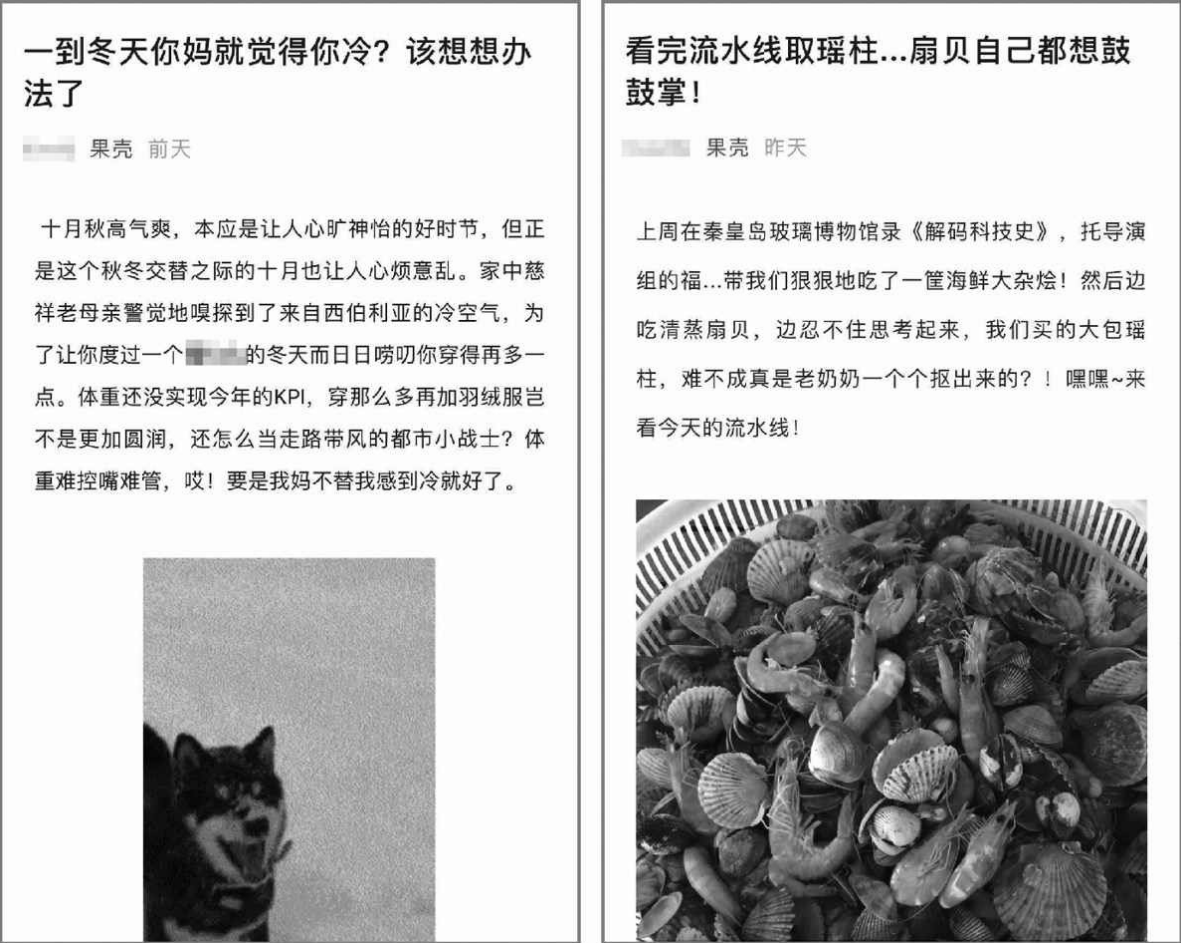 一到冬天你妈就觉得你冷？该想想办
法了
果壳 前天
十月秋高气爽，本应是让人心旷神怡的好时节，但正
是这个秋冬交替之际的十月也让人心烦意乱。家中慈
祥老母亲警觉地嗅探到了来自西伯利亚的冷空气，为
了让你度过一个的冬天而日日唠叨你穿得再多一
点。体重还没实现今年的KPI，穿那么多再加羽绒服岂
不是更加圆润，还怎么当走路带风的都市小战士？体
重难控嘴难管，哎！要是我妈不替我感到冷就好了。
看完流水线取瑶柱...扇贝自己都想鼓
鼓掌！
果壳 昨天
上周在秦皇岛玻璃博物馆录《解码科技史》，托导演
组的福...带我们狠狠地吃了一筐海鲜大杂烩！然后边
吃清蒸扇贝，边忍不住思考起来，我们买的大包瑶
柱，难不成真是老奶奶一个个抠出来的？！嘿嘿~来
看今天的流水线！